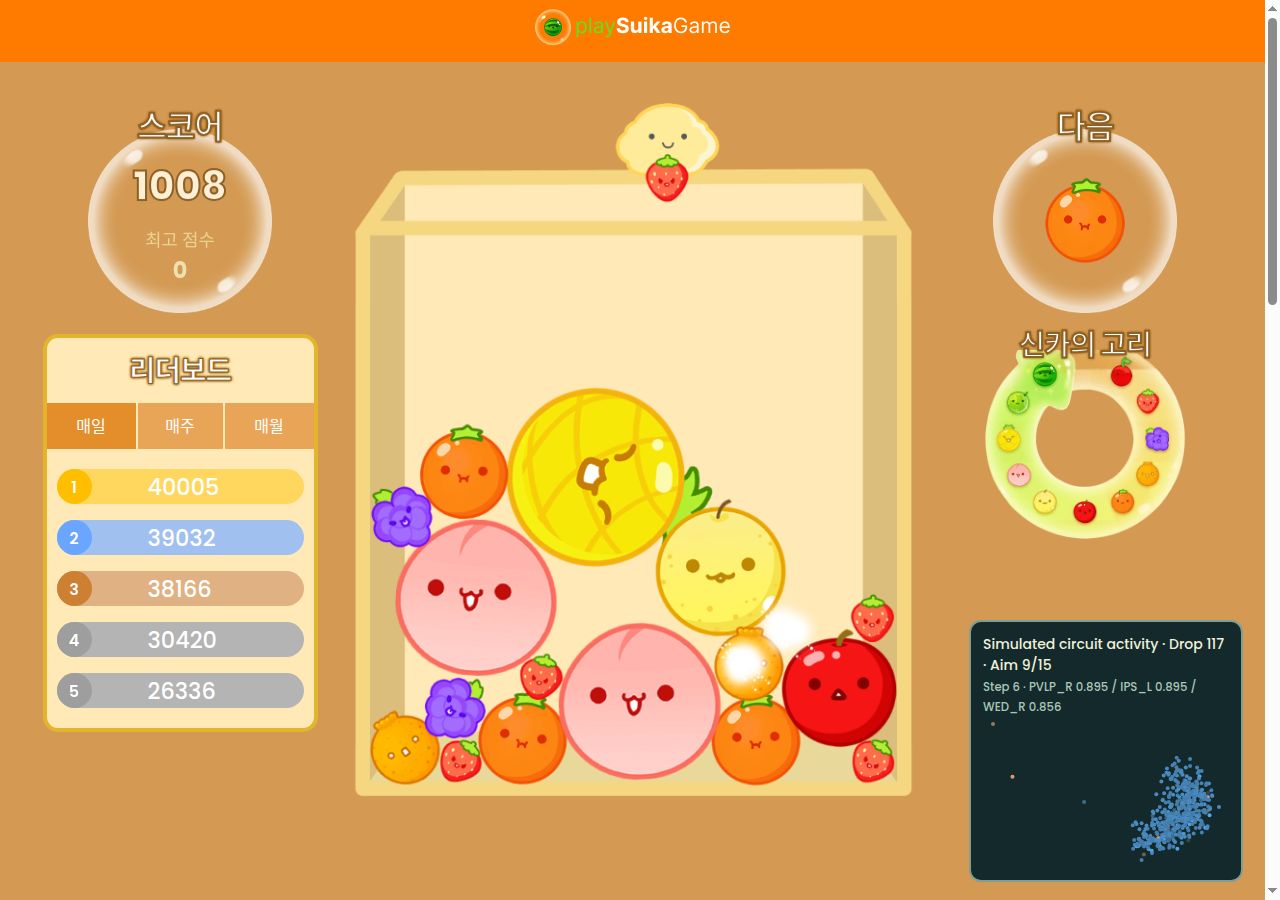 playSuikaGame
스코어
1008
최고 점수
0
다음
리더보드
매일 매주 매월
1 40005
2 39032
3 38166
4 30420
5 26336
신카의 고리
Simulated circuit activity · Drop 117
· Aim 9/15
Step 6 · PVLP_R 0.895 / IPS_L 0.895 /
WED_R 0.856